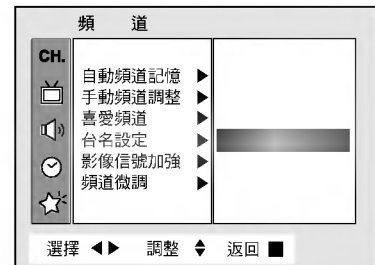 頻 道
CH.
自動頻道記憶 ▶
手動頻道調整 ▶
喜愛頻道 ▶
台名設定 ▶
影像信號加強 ▶
頻道微調 ▶
選擇 ◀▶ 調整 ◆ 返回 ■